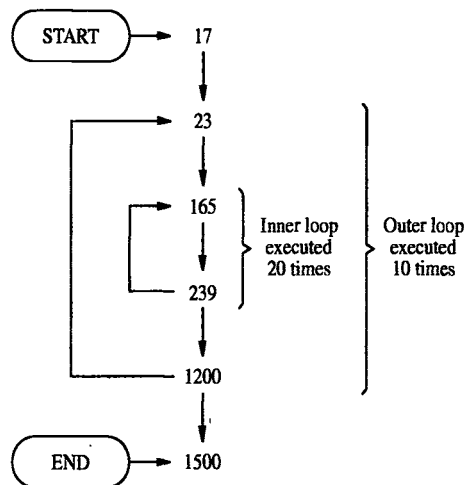 START
17
23
165
Inner loop
executed
20 times
Outer loop
executed
10 times
239
1200
END
1500